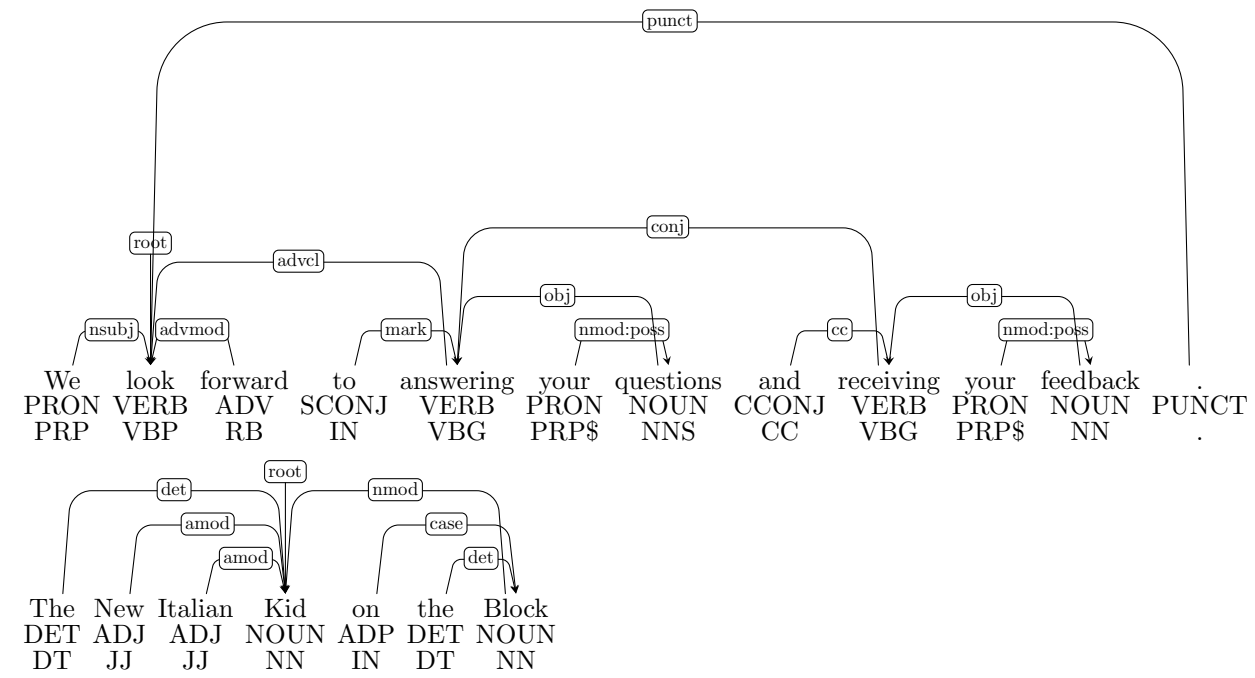 punct
root
conj
advcl
obj obj
nsubj advmod mark nmod:poss cc nmod:poss
We look forward to answering your questions and receiving your feedback .
PRON VERB ADV SCONJ VERB PRON NOUN CCONJ VERB PRON NOUN PUNCT
PRP VBP RB IN VBG PRP$ NNS CC VBG PRP$ NN .
root
det nmod
amod case
amod det
The New Italian Kid on the Block
DET ADJ ADJ NOUN ADP DET NOUN
DT JJ JJ NN IN DT NN